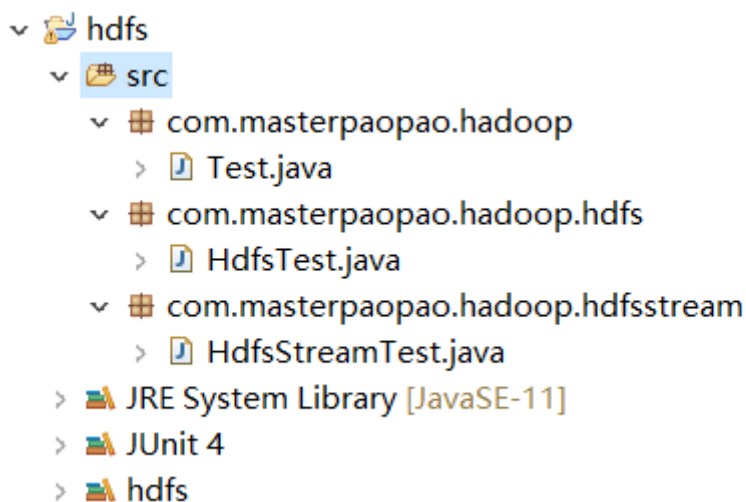 hdfs
src
com.masterpaopao.hadoop
Test.java
com.masterpaopao.hadoop.hdfs
HdfsTest.java
com.masterpaopao.hadoop.hdfsstream
HdfsStreamTest.java
JRE System Library [JavaSE-11]
JUnit 4
hdfs